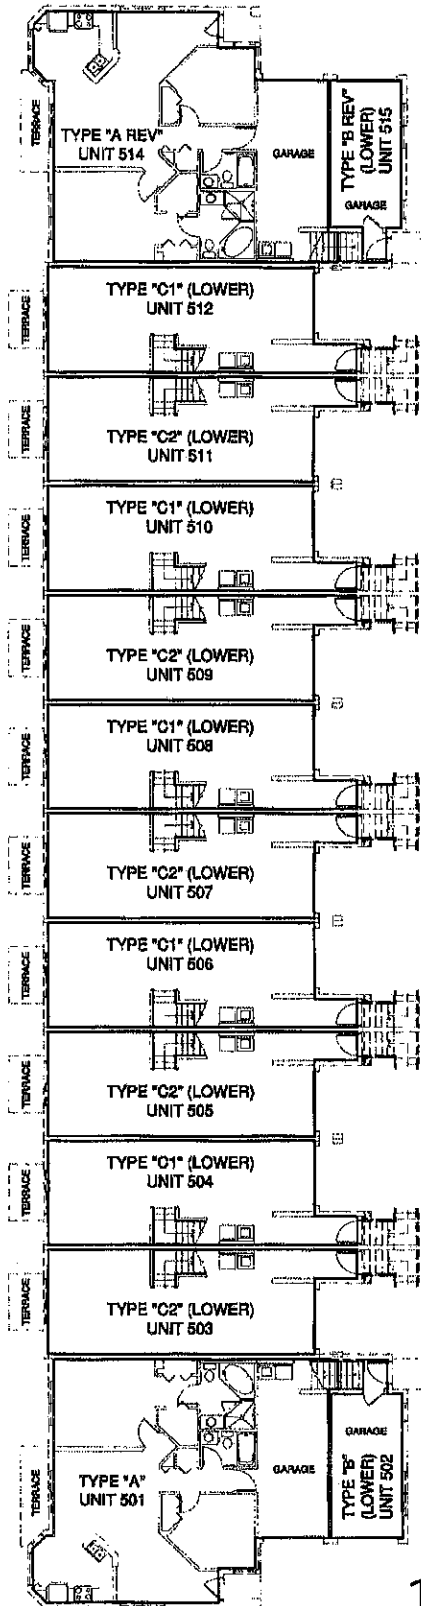 TERRACE
TYPE "A REV"
UNIT 514
GARAGE
TYPE "B REV"
(LOWER)
UNIT 515
GARAGE
TERRACE
TYPE "C1" (LOWER)
UNIT 512
TERRACE
TYPE "C2" (LOWER)
UNIT 511
TERRACE
TYPE "C1" (LOWER)
UNIT 510
TERRACE
TYPE "C2" (LOWER)
UNIT 509
TERRACE
TYPE "C1" (LOWER)
UNIT 508
TERRACE
TYPE "C2" (LOWER)
UNIT 507
TERRACE
TYPE "C1" (LOWER)
UNIT 506
TERRACE
TYPE "C2" (LOWER)
UNIT 505
TERRACE
TYPE "C1" (LOWER)
UNIT 504
TERRACE
TYPE "C2" (LOWER)
UNIT 503
TERRACE
TYPE "A"
UNIT 501
GARAGE
GARAGE
TYPE "B"
(LOWER)
UNIT 502
1